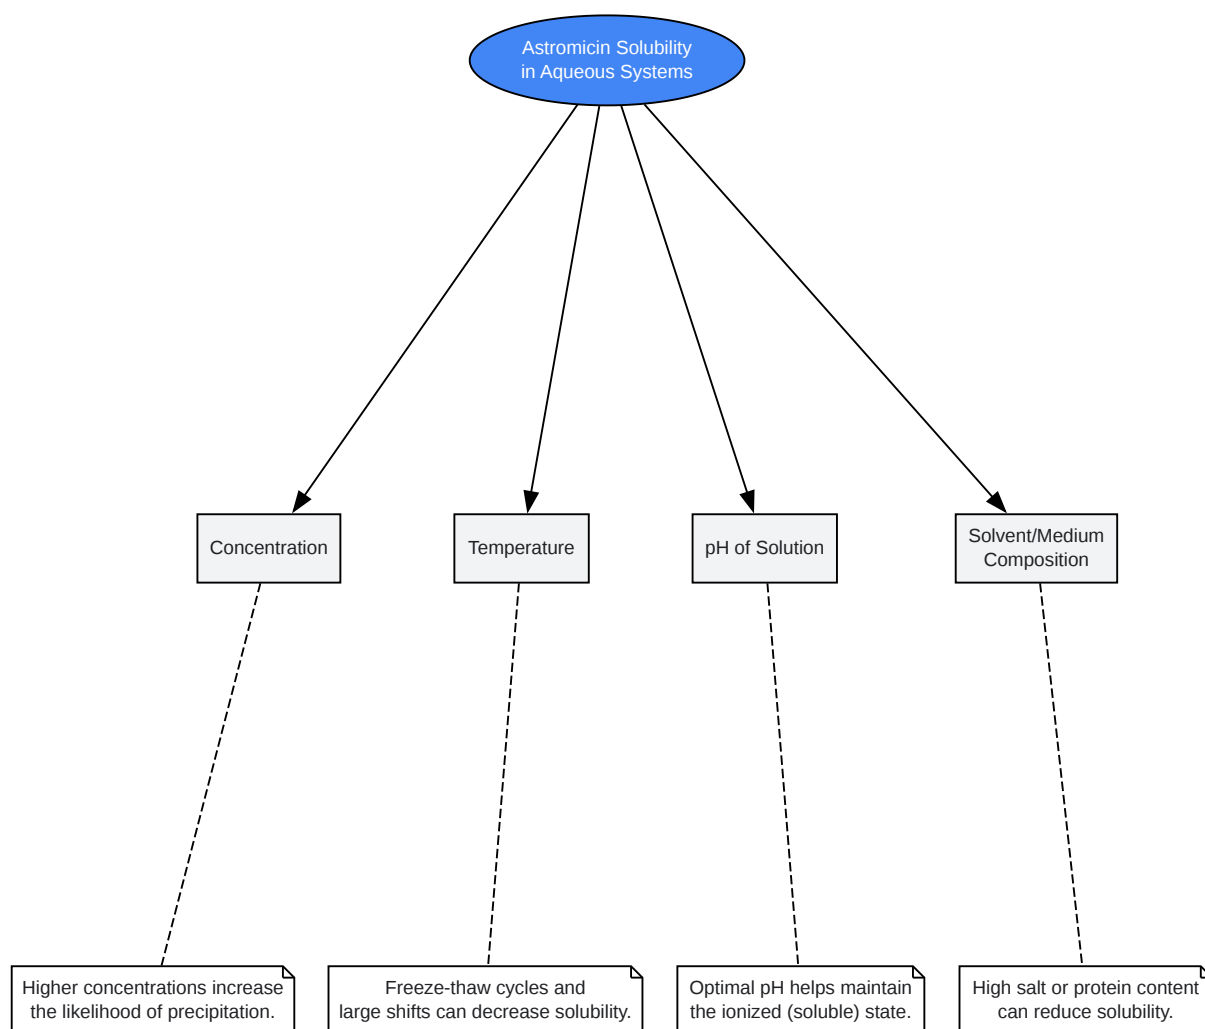 Astromicin Solubility
in Aqueous Systems
Concentration
Temperature
pH of Solution
Solvent/Medium
Composition
Higher concentrations increase
the likelihood of precipitation.
Freeze-thaw cycles and
large shifts can decrease solubility.
Optimal pH helps maintain
the ionized (soluble) state.
High salt or protein content
can reduce solubility.